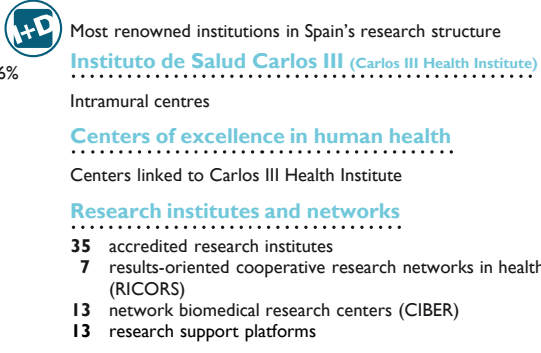 I+D
Most renowned institutions in Spain's research structure
6%
Instituto de Salud Carlos III (Carlos III Health Institute)
Intramural centres
Centers of excellence in human health
Centers linked to Carlos III Health Institute
Research institutes and networks
35 accredited research institutes
7 results-oriented cooperative research networks in health
(RICORS)
13 network biomedical research centers (CIBER)
13 research support platforms